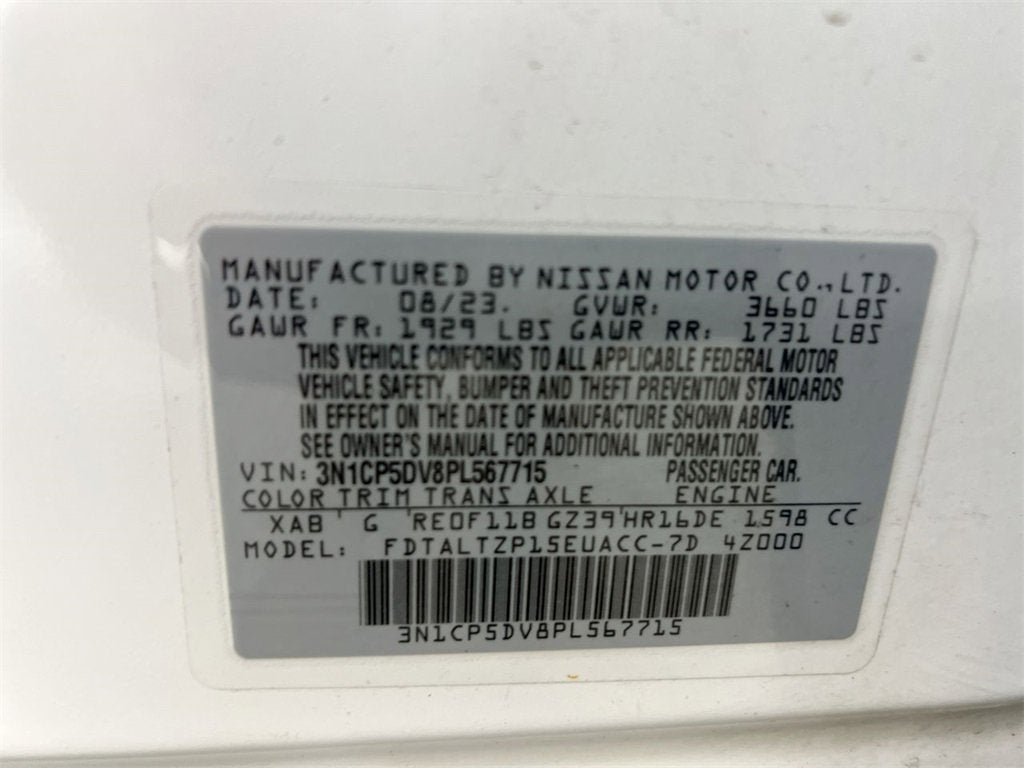 MANUFACTURED BY NISSAN MOTOR CO.,LTD.
DATE: 08/23. GVWR: 3660 LBS
GAWR FR: 1929 LBS GAWR RR: 1731 LBS
THIS VEHICLE CONFORMS TO ALL APPLICABLE FEDERAL MOTOR
VEHICLE SAFETY, BUMPER AND THEFT PREVENTION STANDARDS
IN EFFECT ON THE DATE OF MANUFACTURE SHOWN ABOVE.
SEE OWNER'S MANUAL FOR ADDITIONAL INFORMATION.
VIN: 3N1CP5DV8PL567715 PASSENGER CAR.
COLOR TRIM TRANS AXLE ENGINE
XAB ' G 'RE0F11B GZ39'HR16DE 1598 CC
MODEL: FDTALTZP15EUACC-7D 4Z000
3N1CP5DV8PL567715